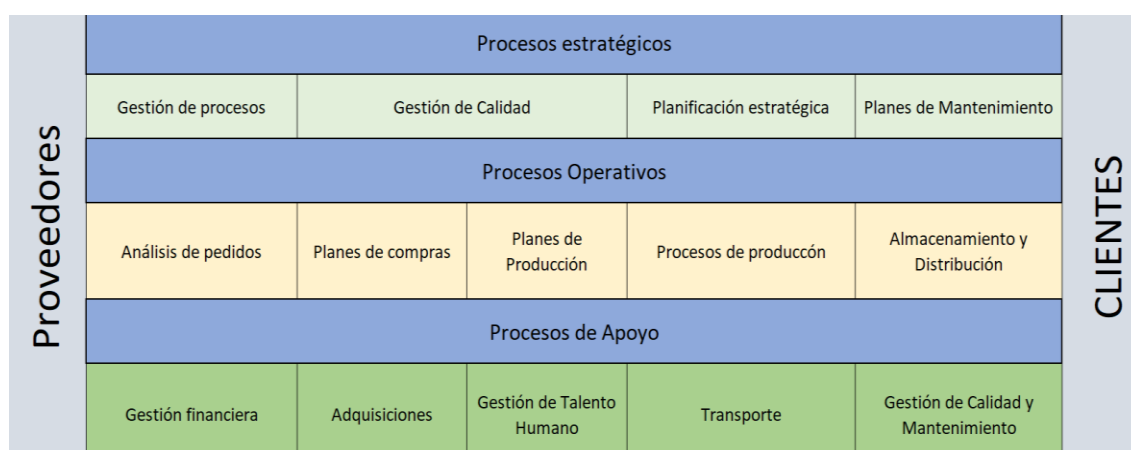 Proveedores
Procesos estratégicos
Gestión de procesos
Gestión de Calidad
Planificación estratégica
Planes de Mantenimiento
Procesos Operativos
Análisis de pedidos
Planes de compras
Planes de
Producción
Procesos de produccón
Almacenamiento y
Distribución
Procesos de Apoyo
Gestión financiera
Adquisiciones
Gestión de Talento
Humano
Transporte
Gestión de Calidad y
Mantenimiento
CLIENTES